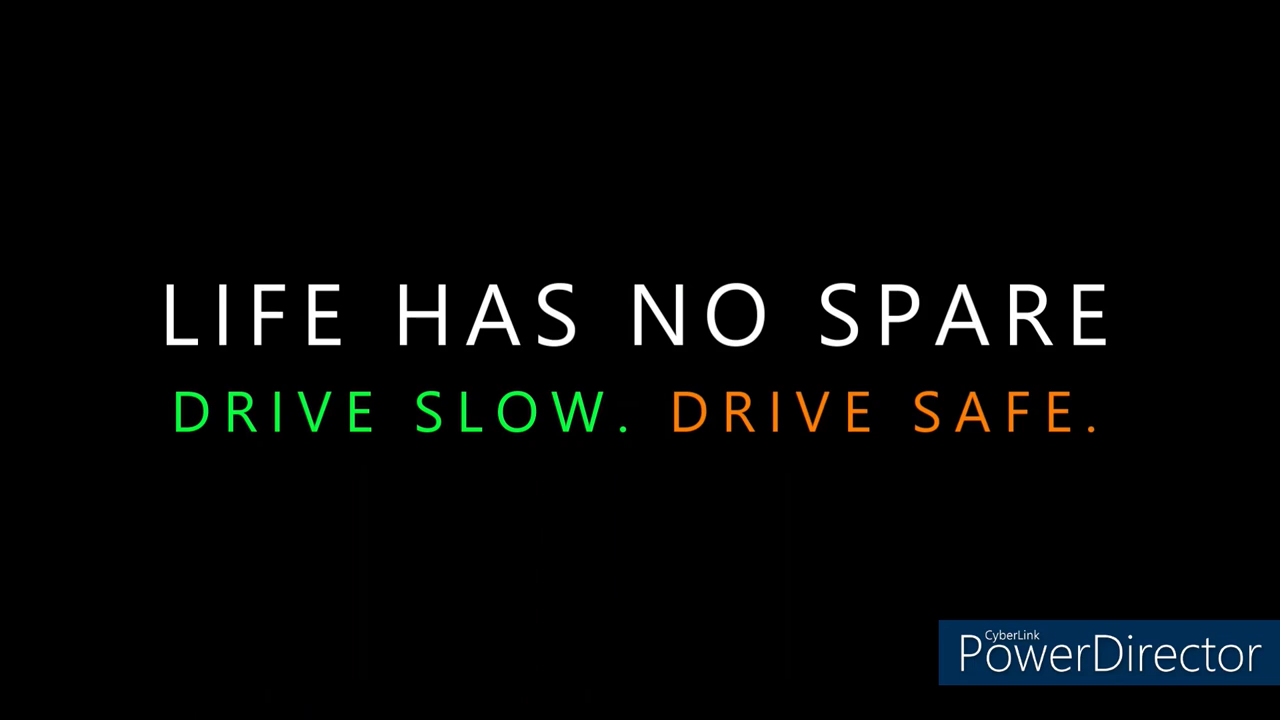 LIFE HAS NO SPARE
DRIVE SLOW. DRIVE SAFE.
CyberLink
PowerDirector